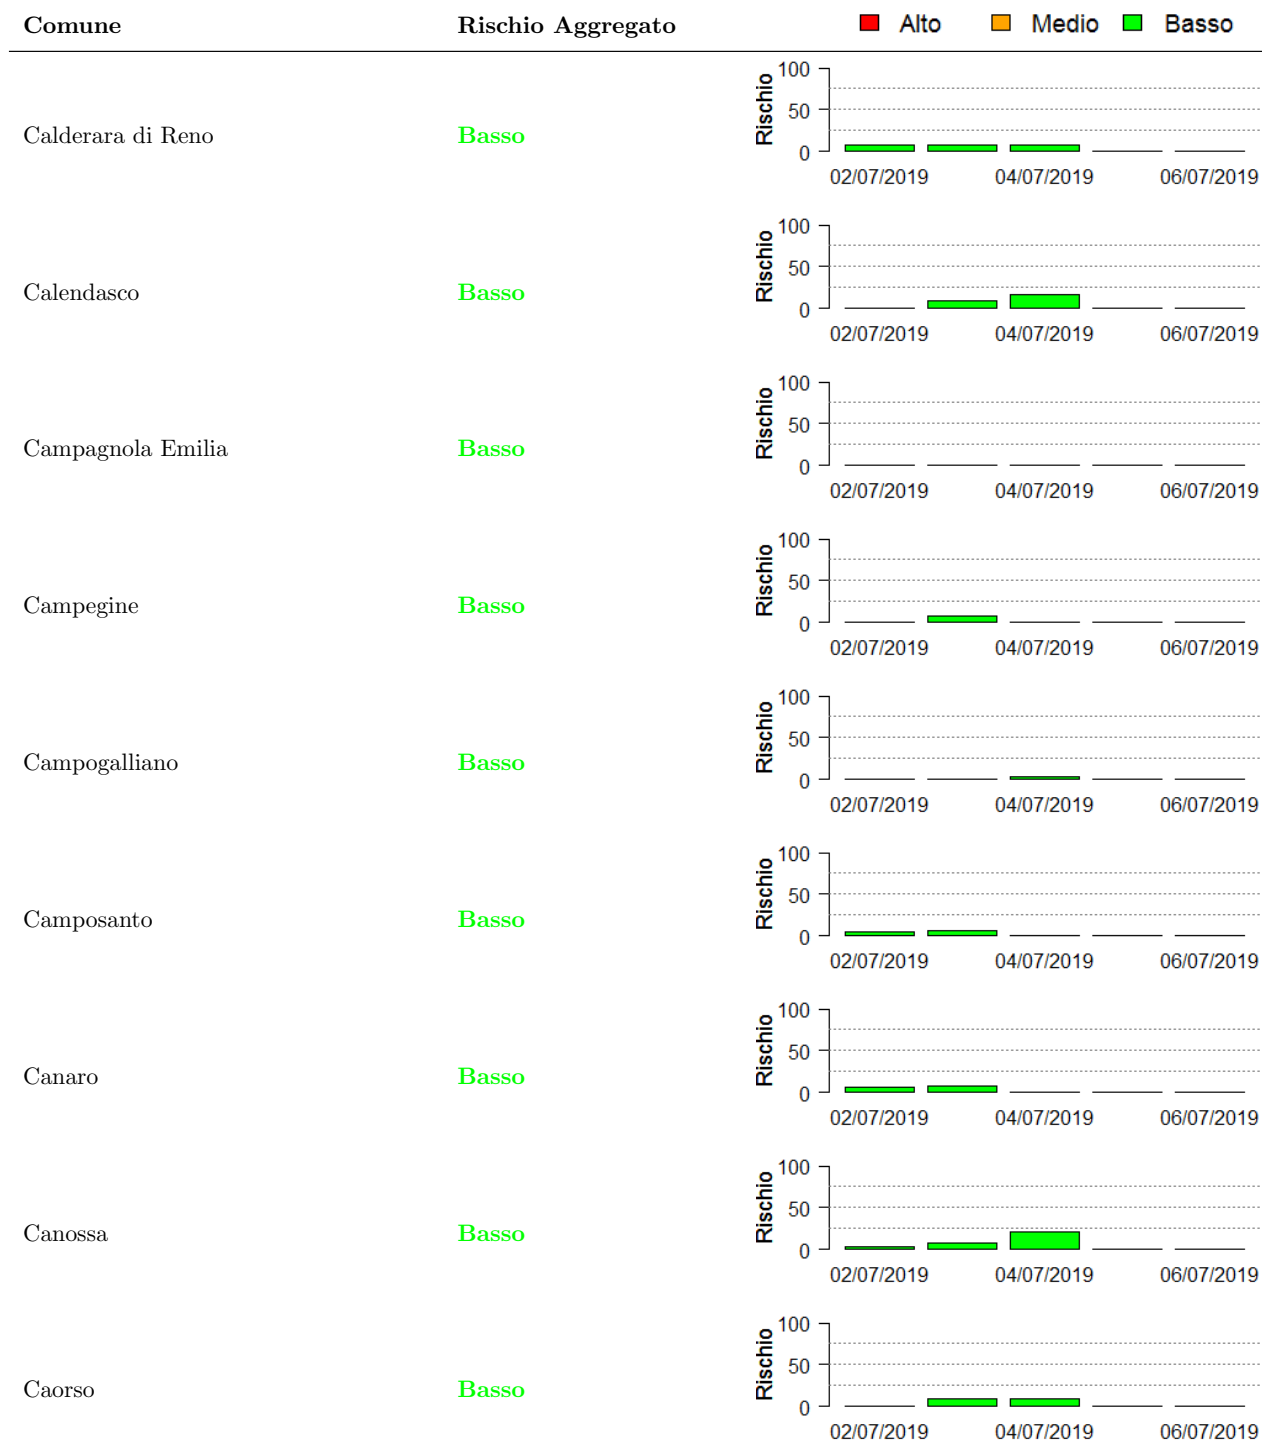 Comune Rischio Aggregato Alto Medio Basso
Calderara di Reno Basso Rischio 100 50 0
02/07/2019 04/07/2019 06/07/2019
Calendasco Basso Rischio 100 50 0
02/07/2019 04/07/2019 06/07/2019
Campagnola Emilia Basso Rischio 100 50 0
02/07/2019 04/07/2019 06/07/2019
Campegine Basso Rischio 100 50 0
02/07/2019 04/07/2019 06/07/2019
Campogalliano Basso Rischio 100 50 0
02/07/2019 04/07/2019 06/07/2019
Camposanto Basso Rischio 100 50 0
02/07/2019 04/07/2019 06/07/2019
Canaro Basso Rischio 100 50 0
02/07/2019 04/07/2019 06/07/2019
Canossa Basso Rischio 100 50 0
02/07/2019 04/07/2019 06/07/2019
Caorso Basso Rischio 100 50 0
02/07/2019 04/07/2019 06/07/2019